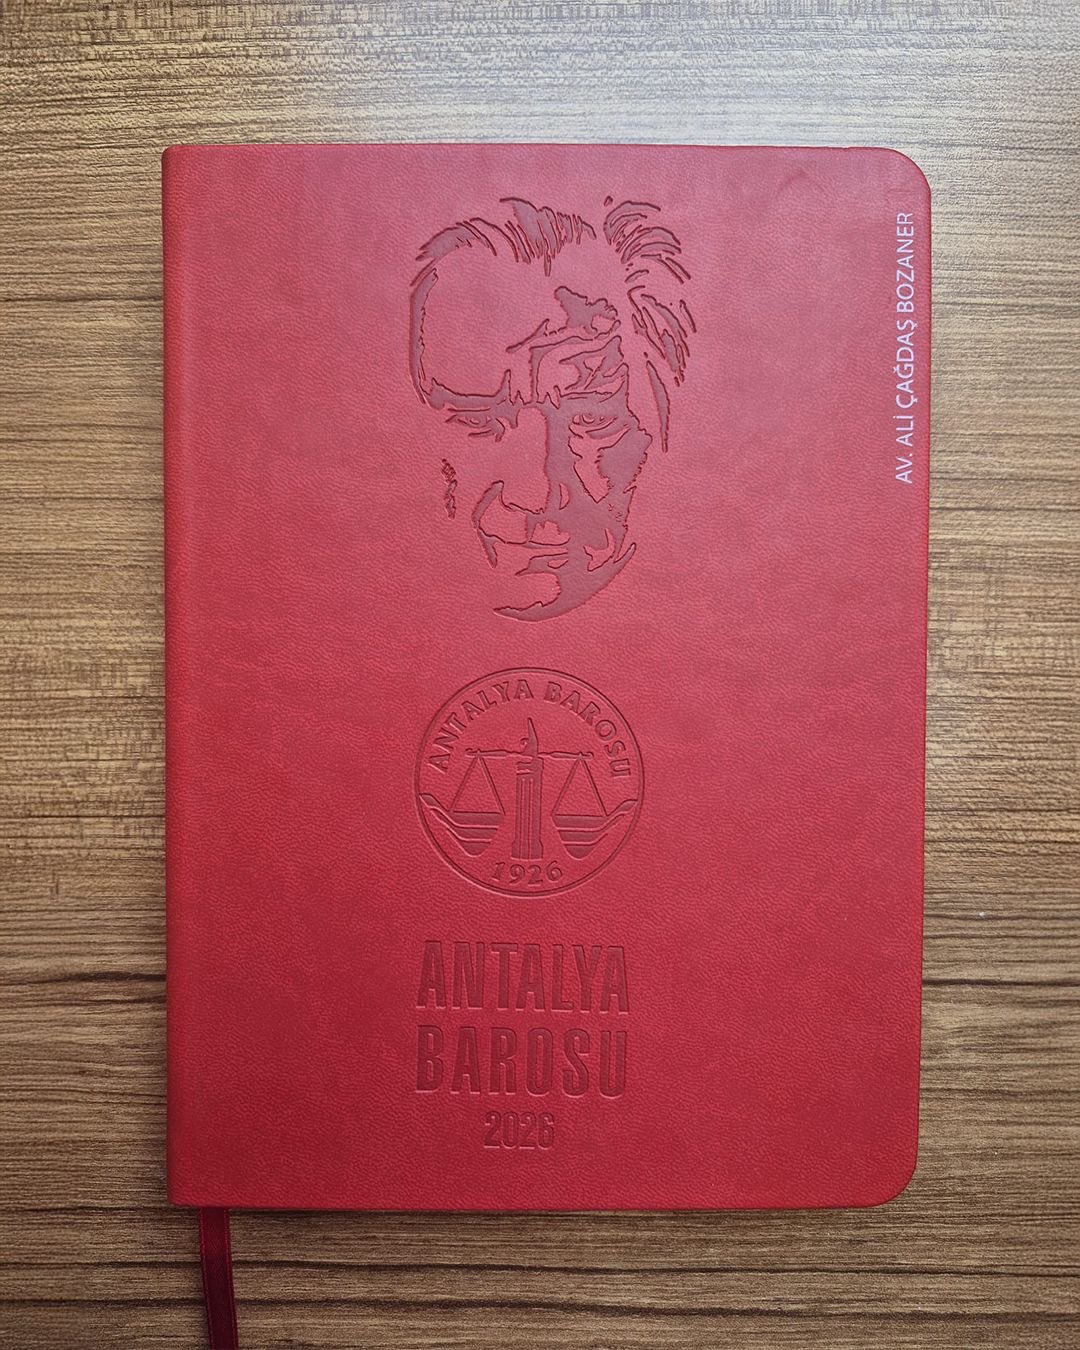 AV. ALİ ÇAĞDAŞ BOZANER
ANTALYA BAROSU
1926
ANTALYA
BAROSU
2026